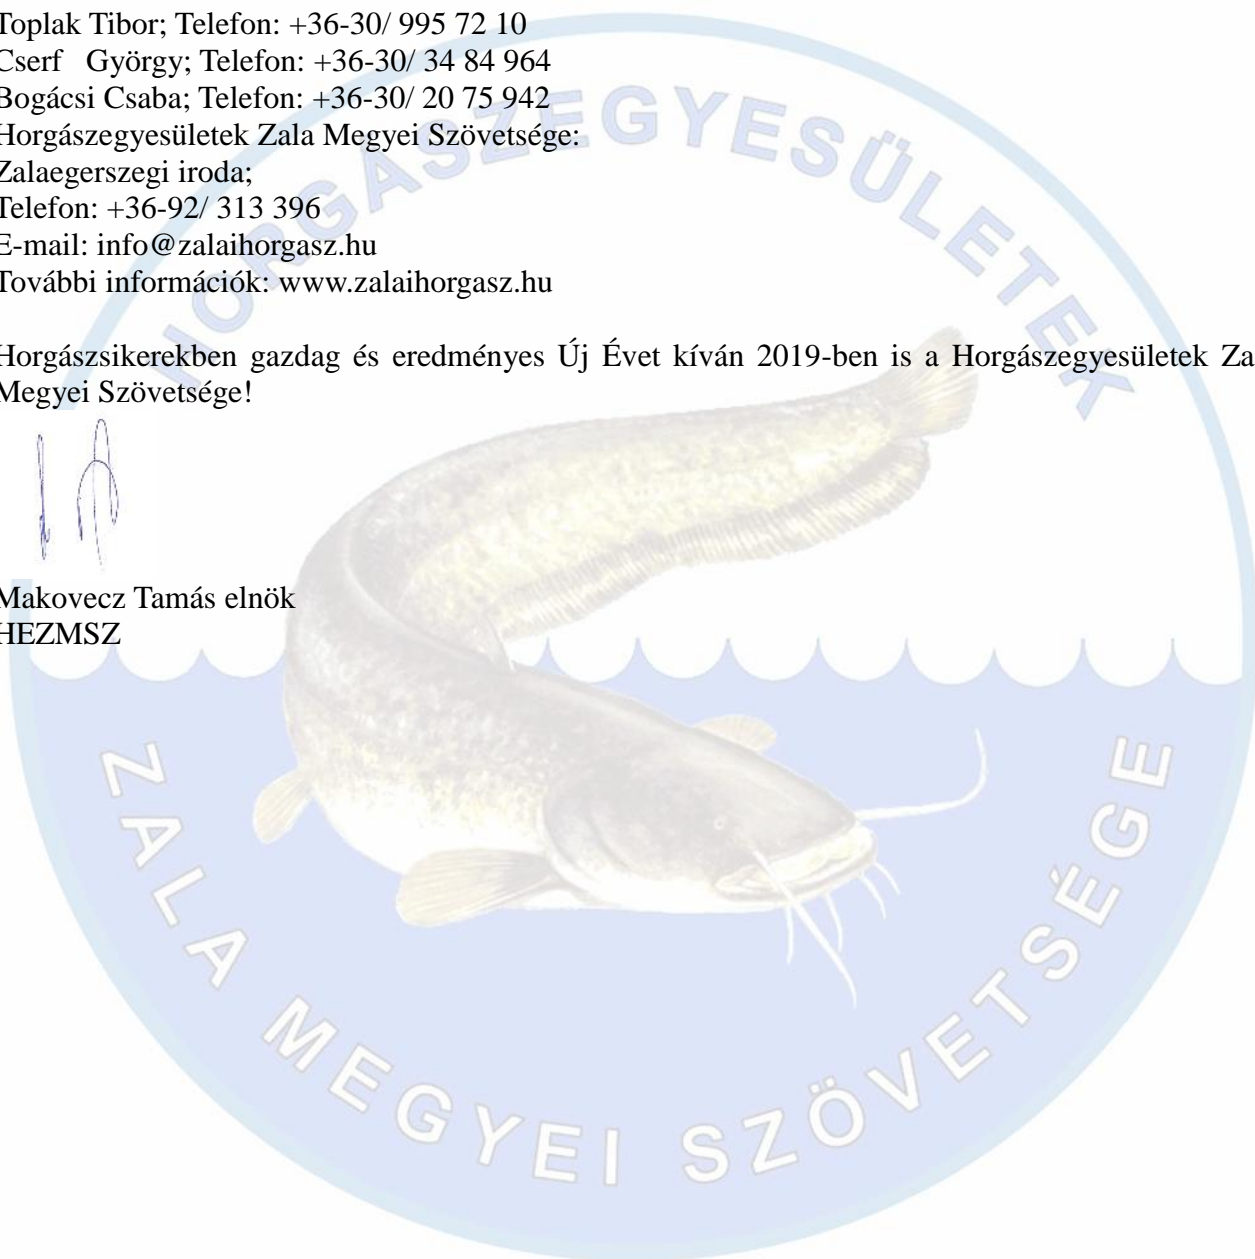 Toplak Tibor; Telefon: +36-30/ 995 72 10
Cserf György; Telefon: +36-30/ 34 84 964
Bogácsi Csaba; Telefon: +36-30/ 20 75 942
Horgászegyesületek Zala Megyei Szövetsége:
Zalaegerszegi iroda;
Telefon: +36-92/ 313 396
E-mail: info@zalaihorgasz.hu
További információk: www.zalaihorgasz.hu
Horgászsikerekben gazdag és eredményes Új Évet kíván 2019-ben is a Horgászegyesületek Za
Megyei Szövetsége!
Makovecz Tamás elnök
HEZMSZ
HORGASZEGYESÜLETEK
ZALA MEGYEI SZÖVETSÉGE